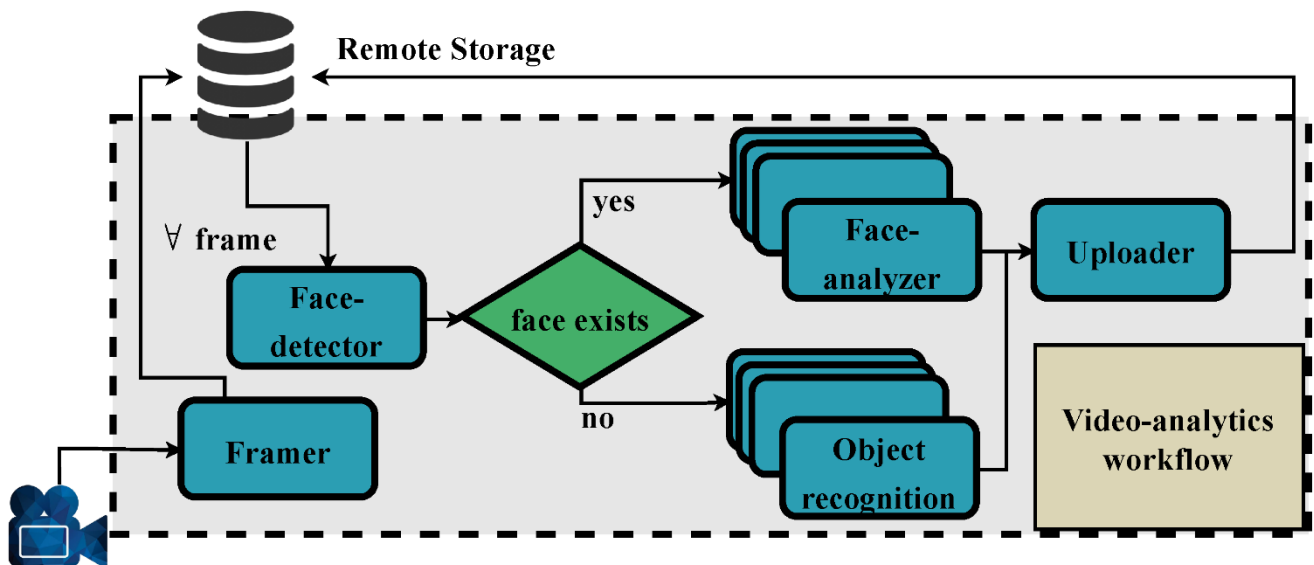 Remote Storage
∀ frame
yes
Face-
analyzer
Uploader
Face-
detector
face exists
no
Framer
Object
recognition
Video-analytics
workflow